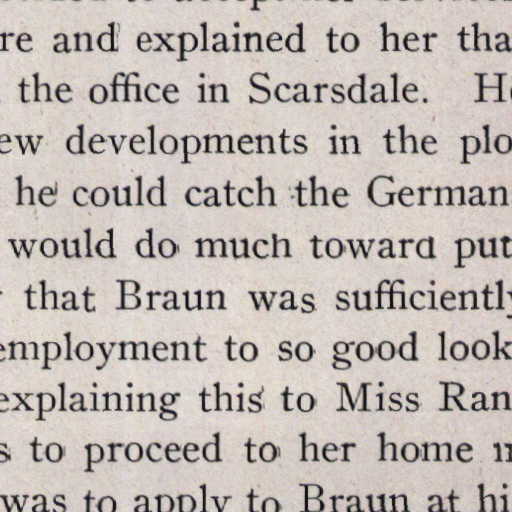 re and explained to her tha
the office in Scarsdale. He
ew developments in the plo
he could catch the German
would do much toward put
that Braun was sufficiently
employment to so good look
explaining this to Miss Ran
s to proceed to her home in
was to apply to Braun at hi